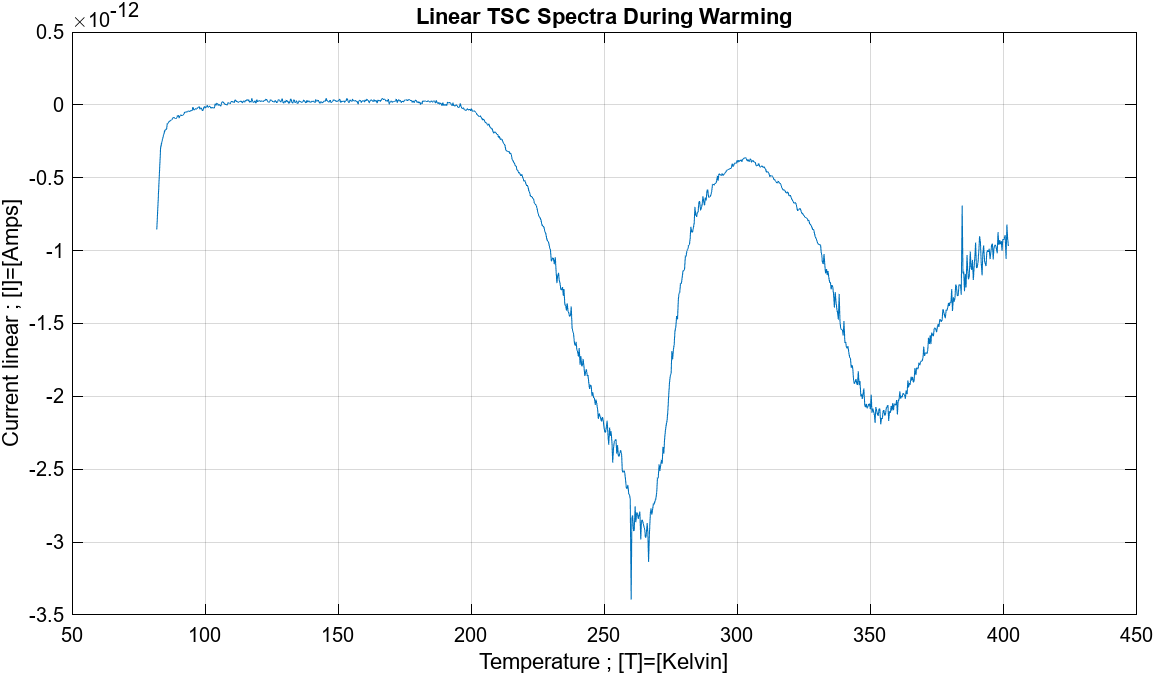 Linear TSC Spectra During Warming
×10-12
0.5
0
-0.5
-1
-1.5
-2
-2.5
-3
-3.5
Current linear ; [I]=[Amps]
50 100 150 200 250 300 350 400 450
Temperature ; [T]=[Kelvin]